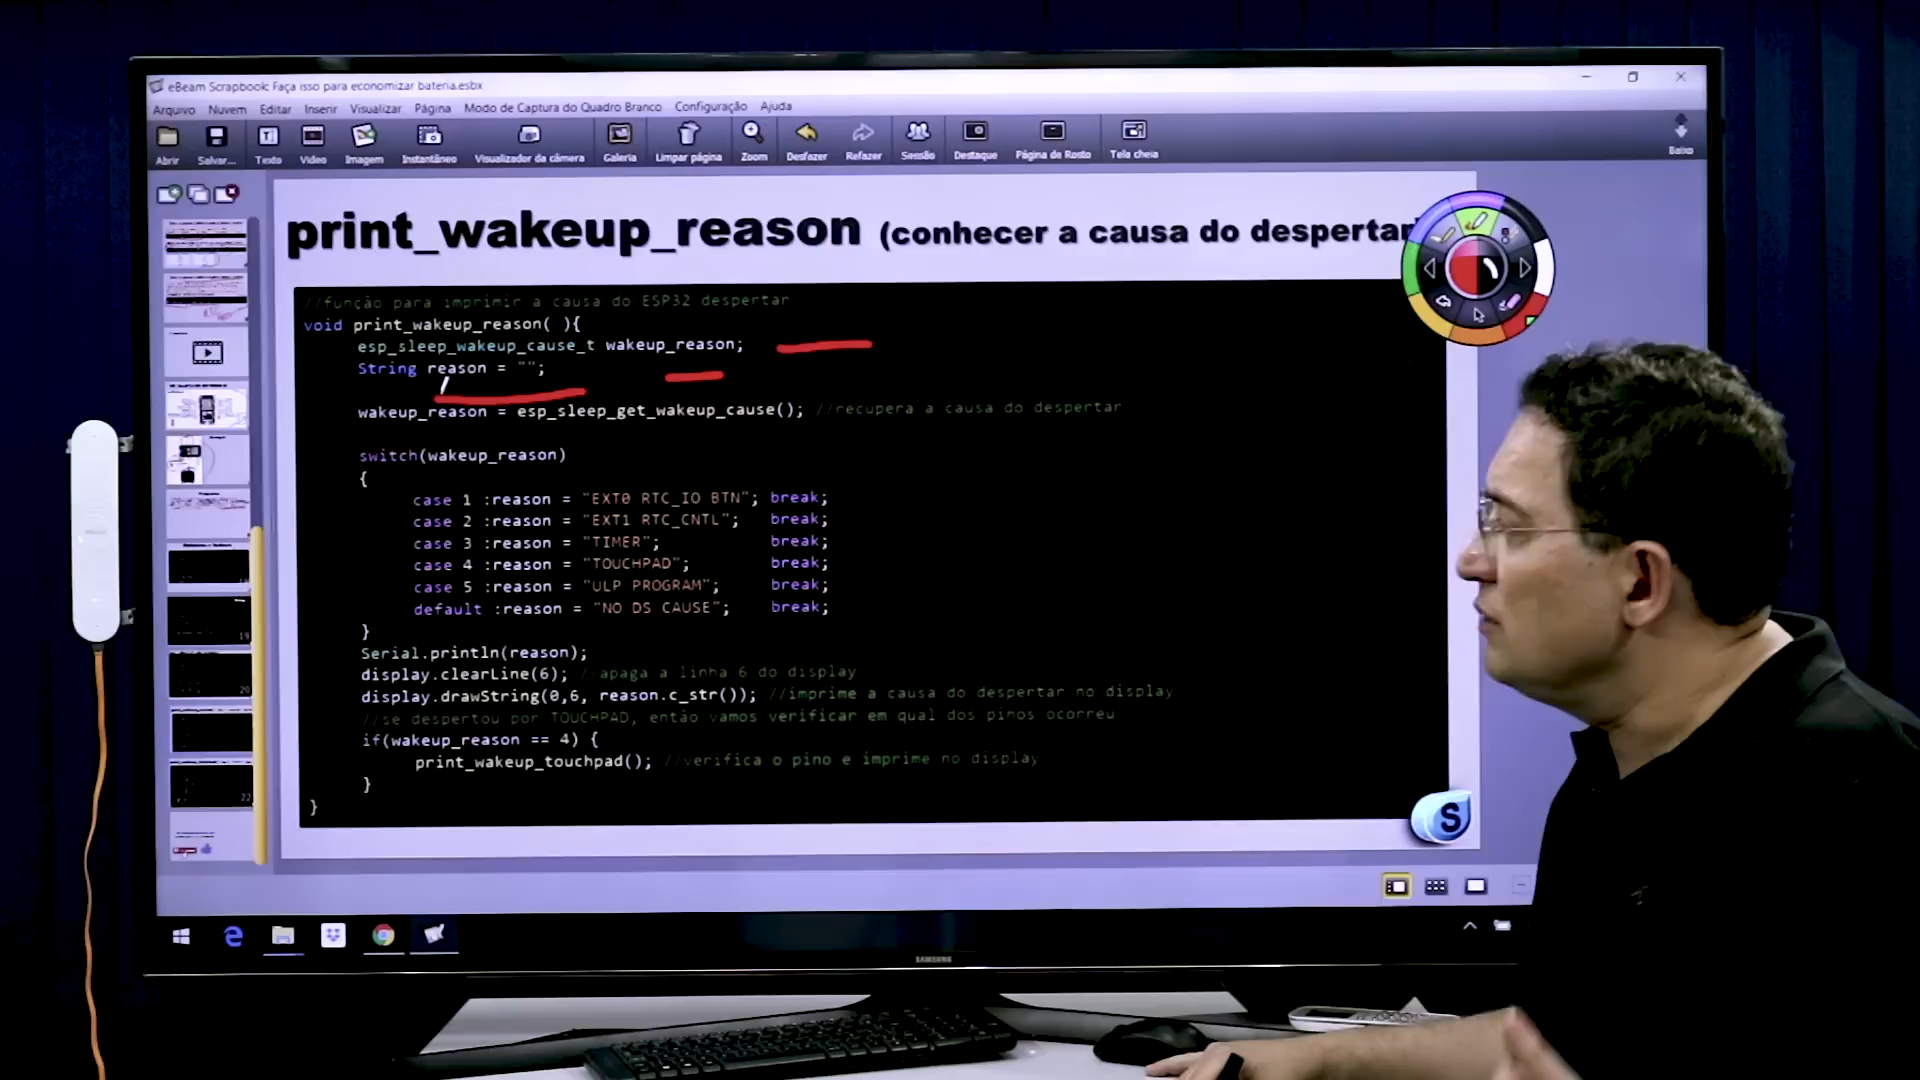 eBeam Scrapbook: Faça isso para economizar bateria.esbx
Arquivo Nuvem Editar Inserir Visualizar Página Modo de Captura do Quadro Branco Configuração Ajuda
Abrir Salvar... Texto Vídeo Imagem Instantâneo Visualizador da câmera Galeria Limpar página Zoom Desfazer Refazer Sessão Destaque Página de Rosto Tela cheia Baixo
print_wakeup_reason (conhecer a causa do despertar
//função para imprimir a causa do ESP32 despertar
void print_wakeup_reason( ){
esp_sleep_wakeup_cause_t wakeup_reason;
String reason = "";
wakeup_reason = esp_sleep_get_wakeup_cause(); //recupera a causa do despertar
switch(wakeup_reason)
{
case 1 :reason = "EXT0 RTC_IO BTN"; break;
case 2 :reason = "EXT1 RTC_CNTL"; break;
case 3 :reason = "TIMER"; break;
case 4 :reason = "TOUCHPAD"; break;
case 5 :reason = "ULP PROGRAM"; break;
default :reason = "NO DS CAUSE"; break;
}
Serial.println(reason);
display.clearLine(6); //apaga a linha 6 do display
display.drawString(0,6, reason.c_str()); //imprime a causa do despertar no display
//se despertou por TOUCHPAD, então vamos verificar em qual dos pinos ocorreu
if(wakeup_reason == 4) {
print_wakeup_touchpad(); //verifica o pino e imprime no display
}
}
19
20
22
S
SAMSUNG